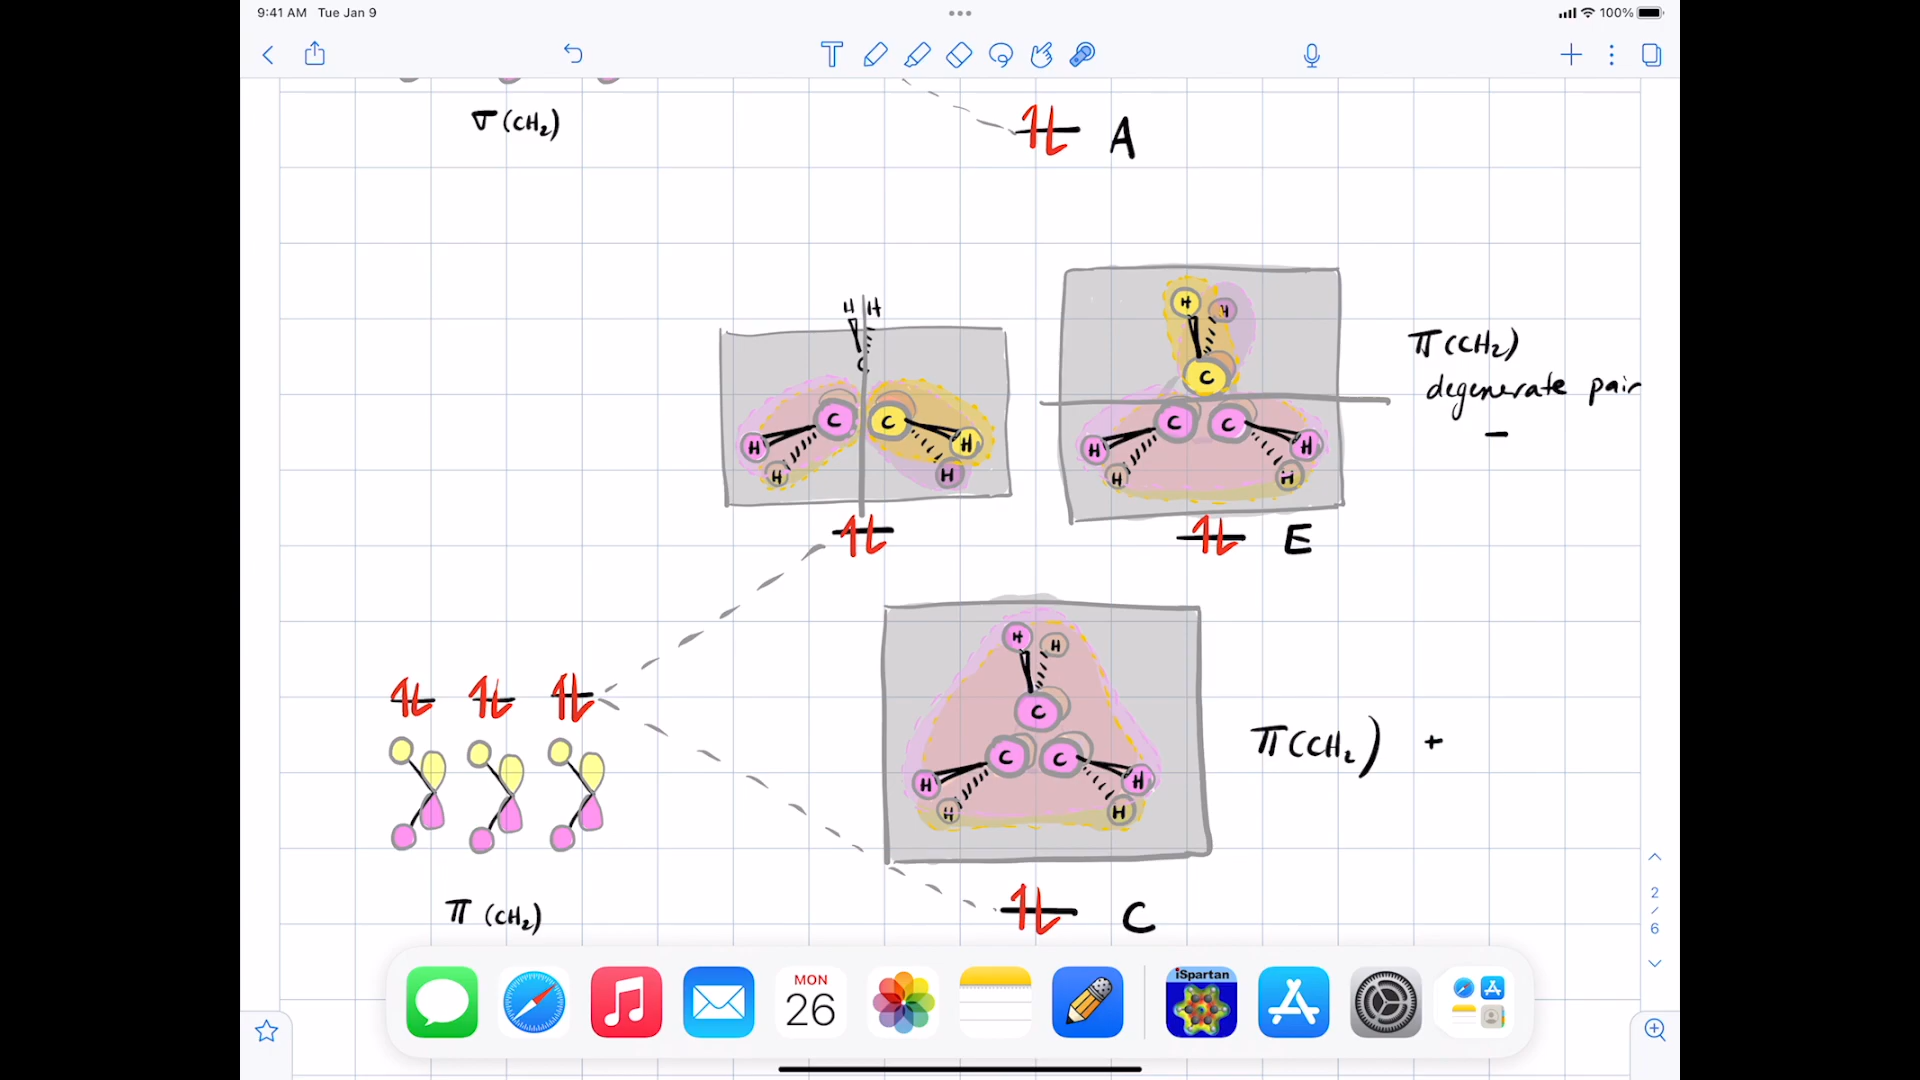 9:41 AM Tue Jan 9
100%
σ (CH₂)
A
H H
C
H
H
C
C
H
H
H
H
C
C
C
H
H
H
H
π(CH₂)
degenerate pair
–
E
H
H
C
C
C
H
H
H
H
π(CH₂) +
2
/
6
π (CH₂)
C
MON
26
iSpartan